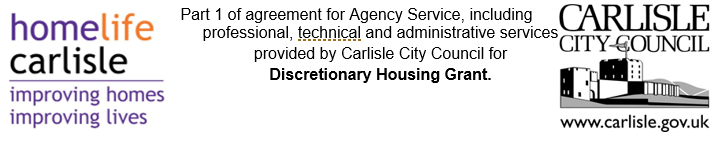 homelife
carlisle
improving homes
improving lives
Part 1 of agreement for Agency Service, including
professional, technical and administrative services
provided by Carlisle City Council for
Discretionary Housing Grant.
CARLISLE
CITY COUNCIL
www.carlisle.gov.uk